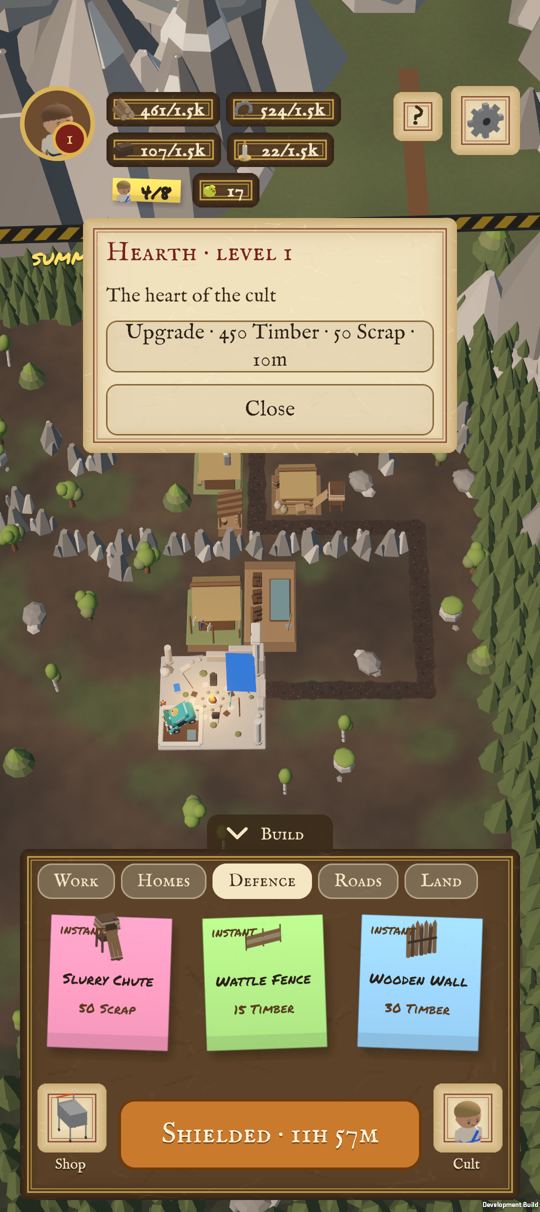 461/1.5k
524/1.5k
?
1
107/1.5k
22/1.5k
4/8
17
SUMM
Hearth · level 1
The heart of the cult
Upgrade · 450 Timber · 50 Scrap ·
10m
Close
Build
Work
Homes
Defence
Roads
Land
INSTANT
Slurry Chute
50 Scrap
INSTANT
Wattle Fence
15 Timber
INSTANT
Wooden Wall
30 Timber
Shop
Shielded · 11h 57m
Cult
Development Build